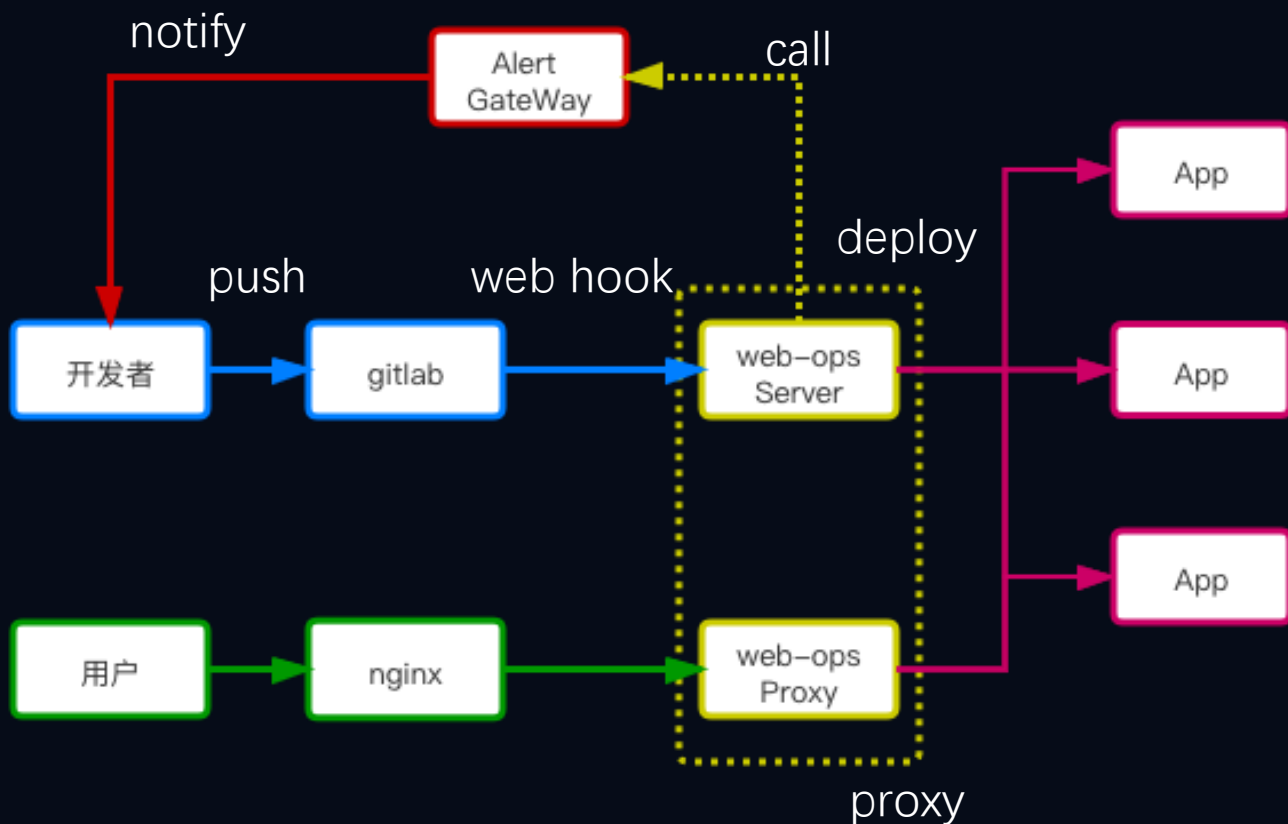 notify
Alert
GateWay
call
App
deploy
push
web hook
开发者
gitlab
web-ops
Server
App
App
用户
nginx
web-ops
Proxy
proxy